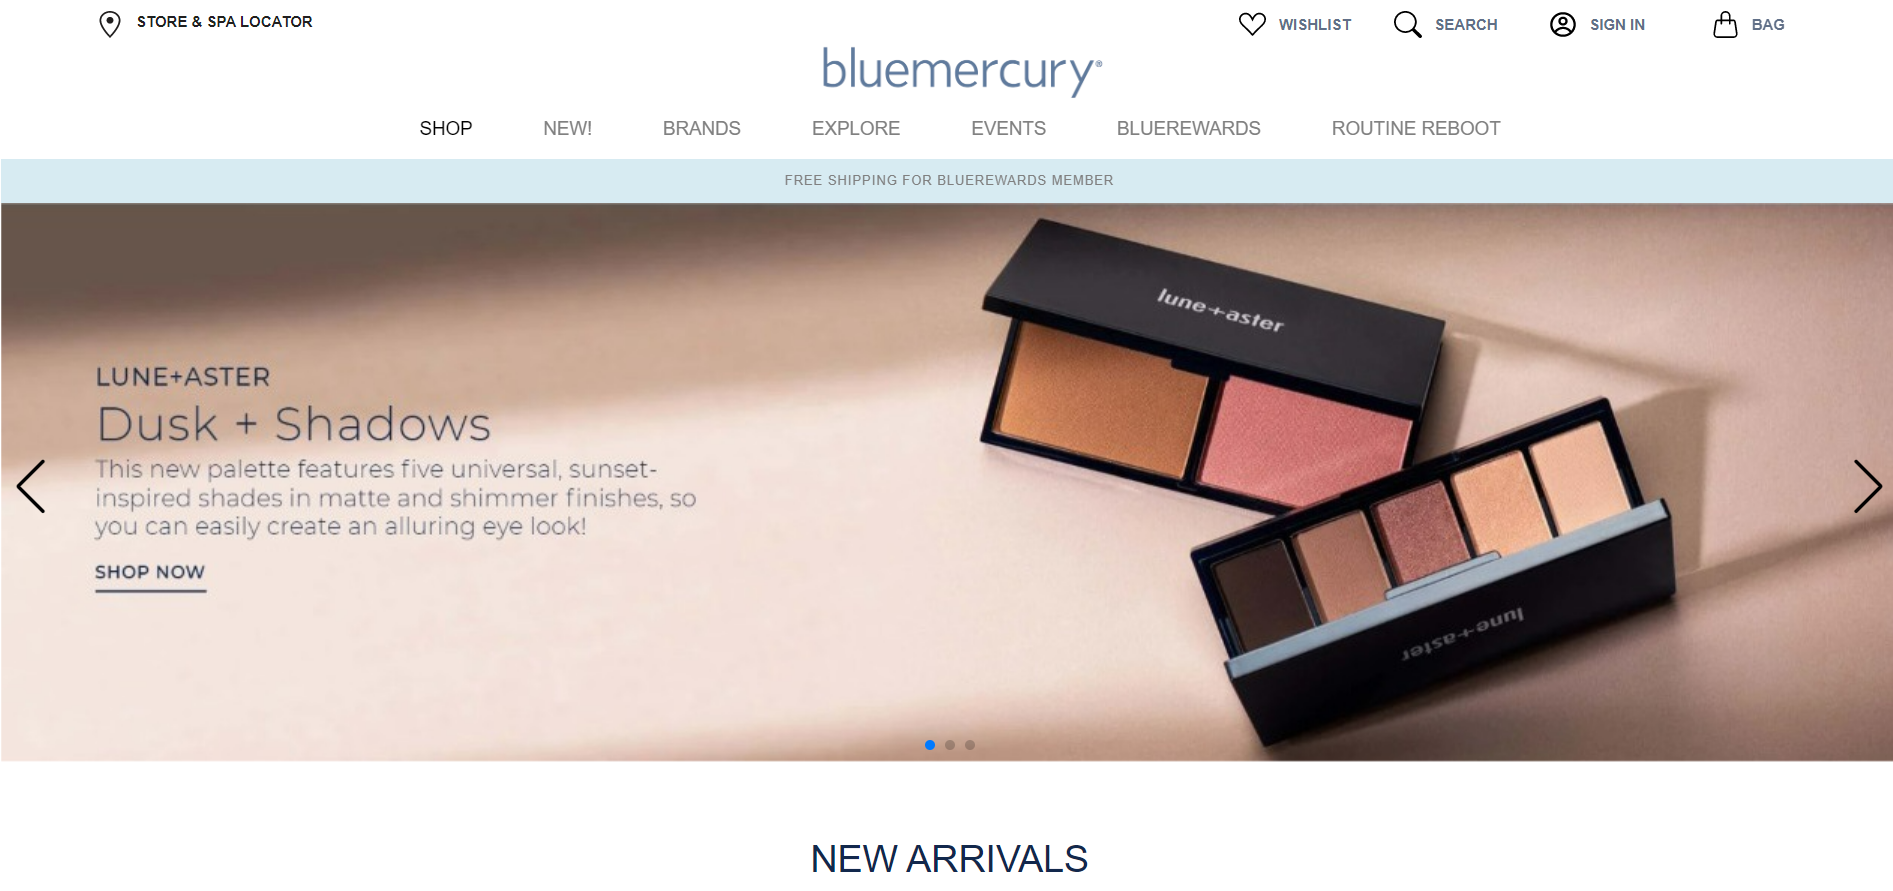 STORE & SPA LOCATOR
WISHLIST
SEARCH
SIGN IN
BAG
bluemercury®
SHOP
NEW!
BRANDS
EXPLORE
EVENTS
BLUEREWARDS
ROUTINE REBOOT
FREE SHIPPING FOR BLUEREWARDS MEMBER
lune+aster
LUNE+ASTER
Dusk + Shadows
This new palette features five universal, sunset-
inspired shades in matte and shimmer finishes, so
you can easily create an alluring eye look!
SHOP NOW
lune+aster
NEW ARRIVALS